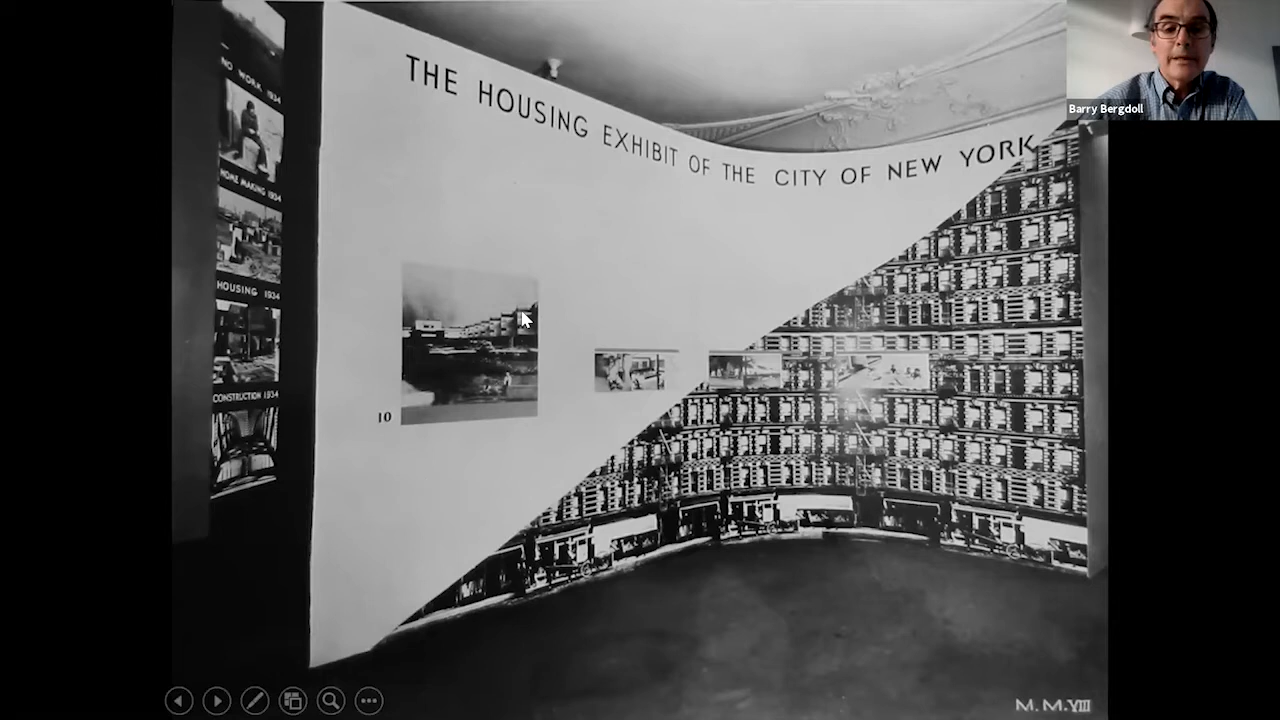 NO WORK 1934
HOME MAKING 1934
HOUSING 1934
CONSTRUCTION 1934
THE HOUSING EXHIBIT OF THE CITY OF NEW YORK
10
M. M. VIII
Barry Bergdoll